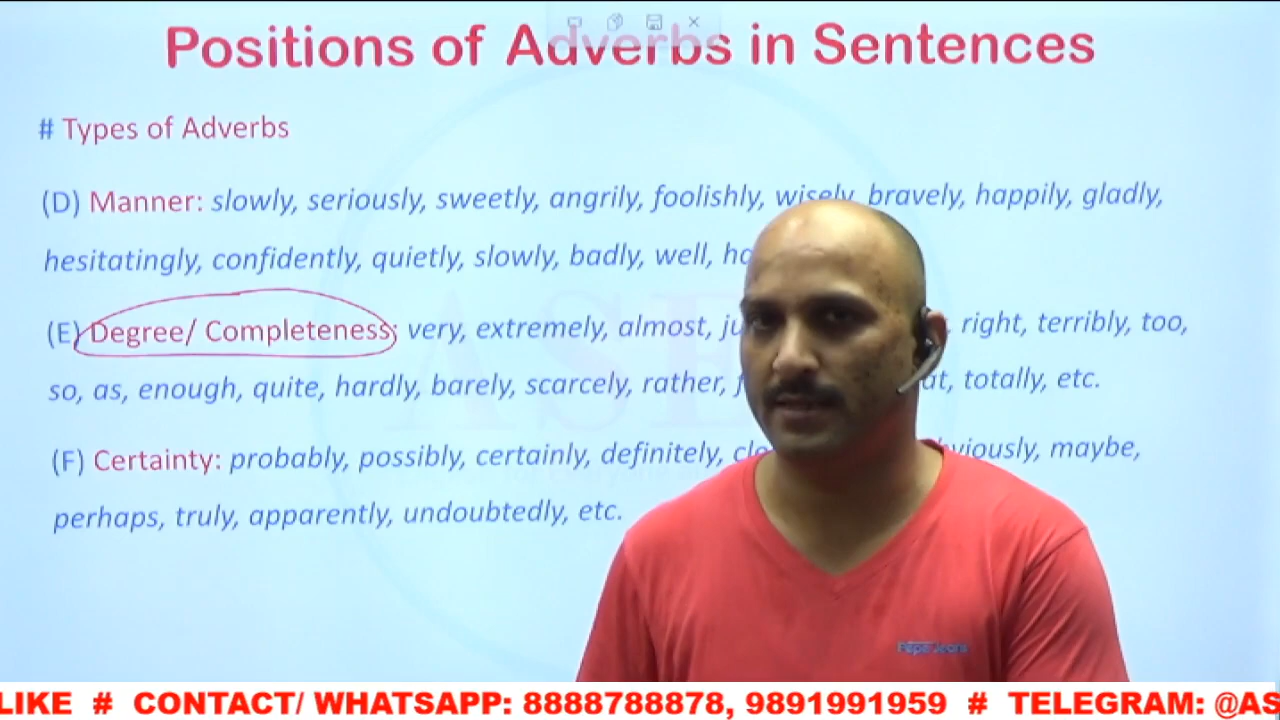 Positions of Adverbs in Sentences
# Types of Adverbs
(D) Manner: slowly, seriously, sweetly, angrily, foolishly, wisely, bravely, happily, gladly,
hesitatingly, confidently, quietly, slowly, badly, well,
(E) Degree/ Completeness: very, extremely, almost, right, terribly, too,
so, as, enough, quite, hardly, barely, scarcely, rather, totally, etc.
(F) Certainty: probably, possibly, certainly, definitely, maybe,
perhaps, truly, apparently, undoubtedly, etc.
Pepe Jeans
LIKE # CONTACT/ WHATSAPP: 8888788878, 9891991959 # TELEGRAM: @AS